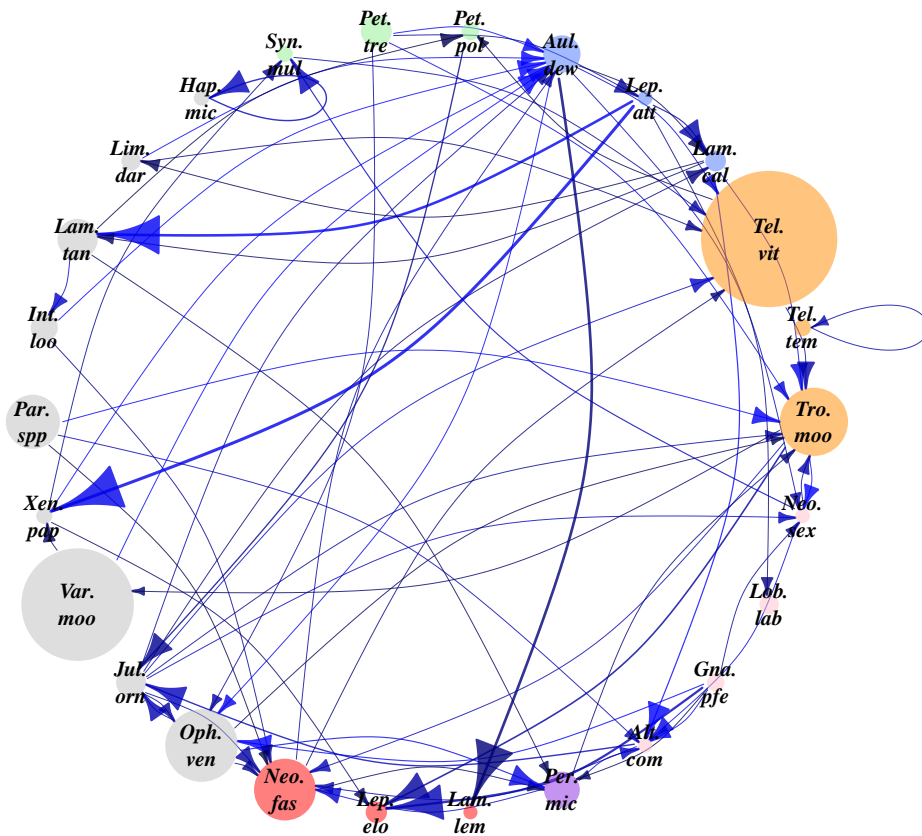 Pet.
tre
Pet.
pol
Aul.
dew
Lep.
ati
Lam.
cal
Tel.
vit
Tel.
tem
Tro.
moo
Neo.
sex
Lob.
lab
Gna.
pfe
Alt.
com
Per.
mic
Lam.
lem
Lep.
elo
Neo.
fas
Oph.
ven
Jul.
orn
Var.
moo
Xen.
pap
Par.
spp
Int.
loo
Lam.
tan
Lim.
dar
Hap.
mic
Syn.
mul